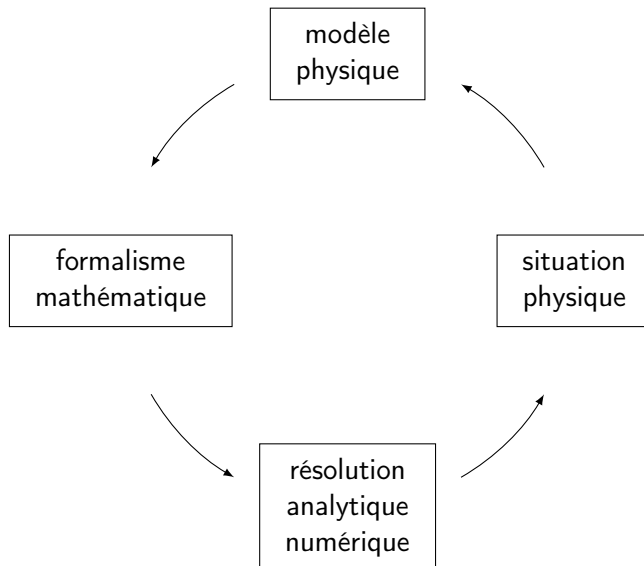 modèle
physique
formalisme
mathématique
situation
physique
résolution
analytique
numérique